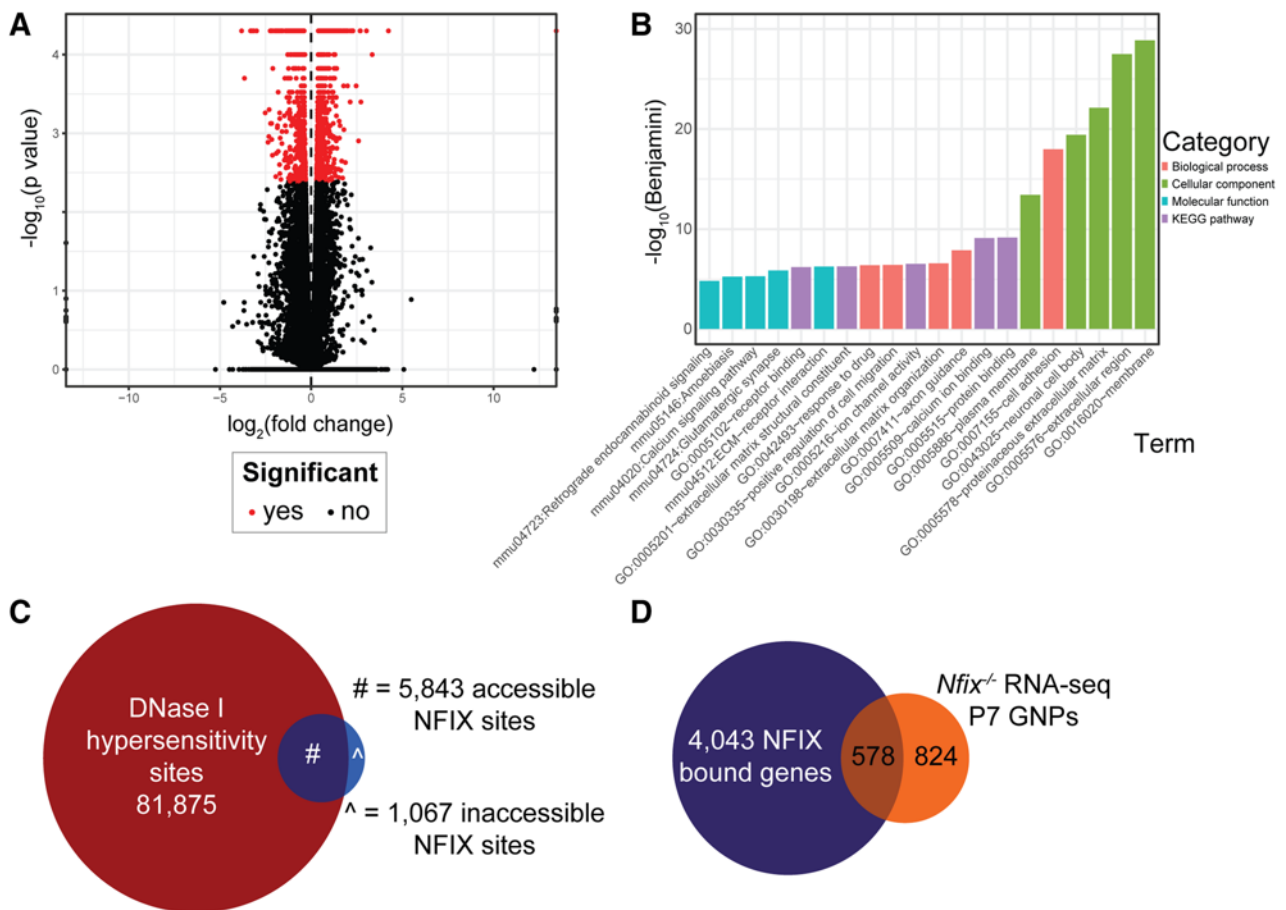 A
-log10(p value)
4
3
1
0
−10
−5
0
5
10
log2(fold change)
Significant
yes
no
B
-log10(Benjamini)
30
20
10
0
mmu04723:Retrograde endocannabinoid signaling
mmu05146:Amoebiasis
mmu04020:Calcium signaling pathway
mmu04724:Glutamatergic synapse
GO:0005102~receptor binding
mmu04512:ECM−receptor interaction
GO:0005201~extracellular matrix structural constituent
GO:0042493~response to drug
GO:0030335~positive regulation of cell migration
GO:0005216~ion channel activity
GO:0030198~extracellular matrix organization
GO:0007411~axon guidance
GO:0005509~calcium ion binding
GO:0005515~protein binding
GO:0005886~plasma membrane
GO:0007155~cell adhesion
GO:0043025~neuronal cell body
GO:0005578~proteinaceous extracellular matrix
GO:0005576~extracellular region
GO:0016020~membrane
Term
Category
Biological process
Cellular component
Molecular function
KEGG pathway
C
DNase I
hypersensitivity
sites
81,875
#
^
# = 5,843 accessible
NFIX sites
^ = 1,067 inaccessible
NFIX sites
D
4,043 NFIX
bound genes
578
824
Nfix-/- RNA-seq
P7 GNPs